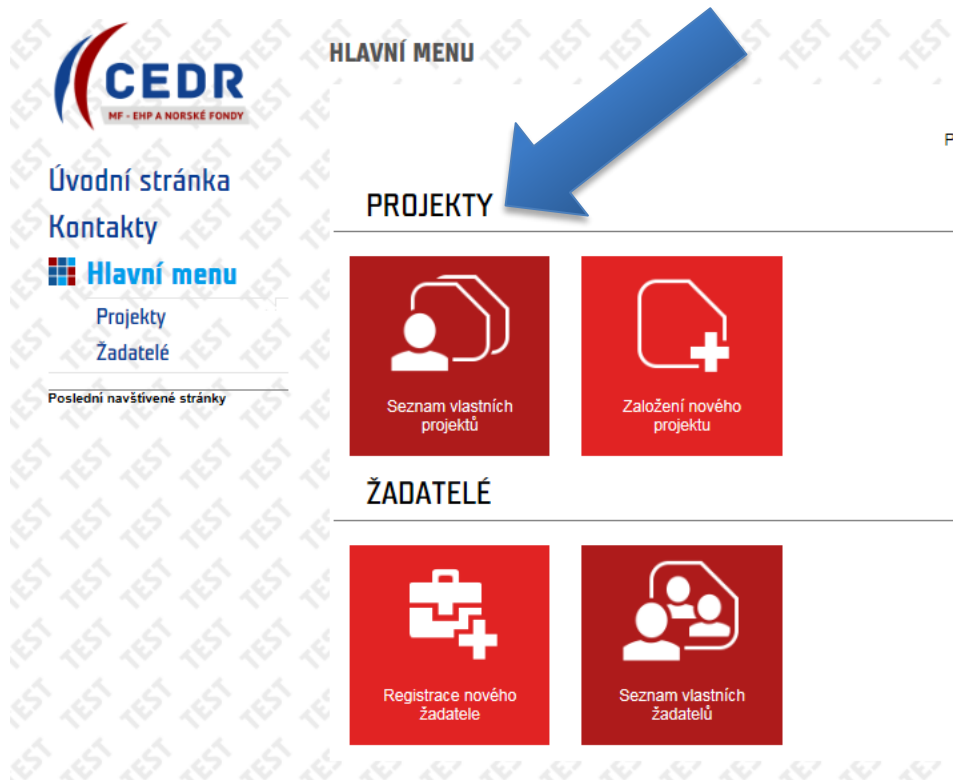 CEDR
MF - EHP A NORSKÉ FONDY
HLAVNÍ MENU
Úvodní stránka
Kontakty
Hlavní menu
Projekty
Žadatelé
Poslední navštívené stránky
P
PROJEKTY
Seznam vlastních
projektů
Založení nového
projektu
ŽADATELÉ
Registrace nového
žadatele
Seznam vlastních
žadatelů
TEST